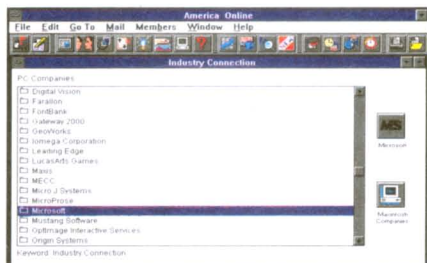 America Online
File Edit Go To Mail Members Window Help
Industry Connection
PC Companies
Digital Vision
Farallon
FontBank
Gateway 2000
GeoWorks
Iomega Corporation
Leading Edge
LucasArts Games
Maxis
MECC
Micro J Systems
MicroProse
Microsoft
Mustang Software
OptImage Interactive Services
Origin Systems
Microsoft
Macintosh
Companies
Keyword: Industry Connection